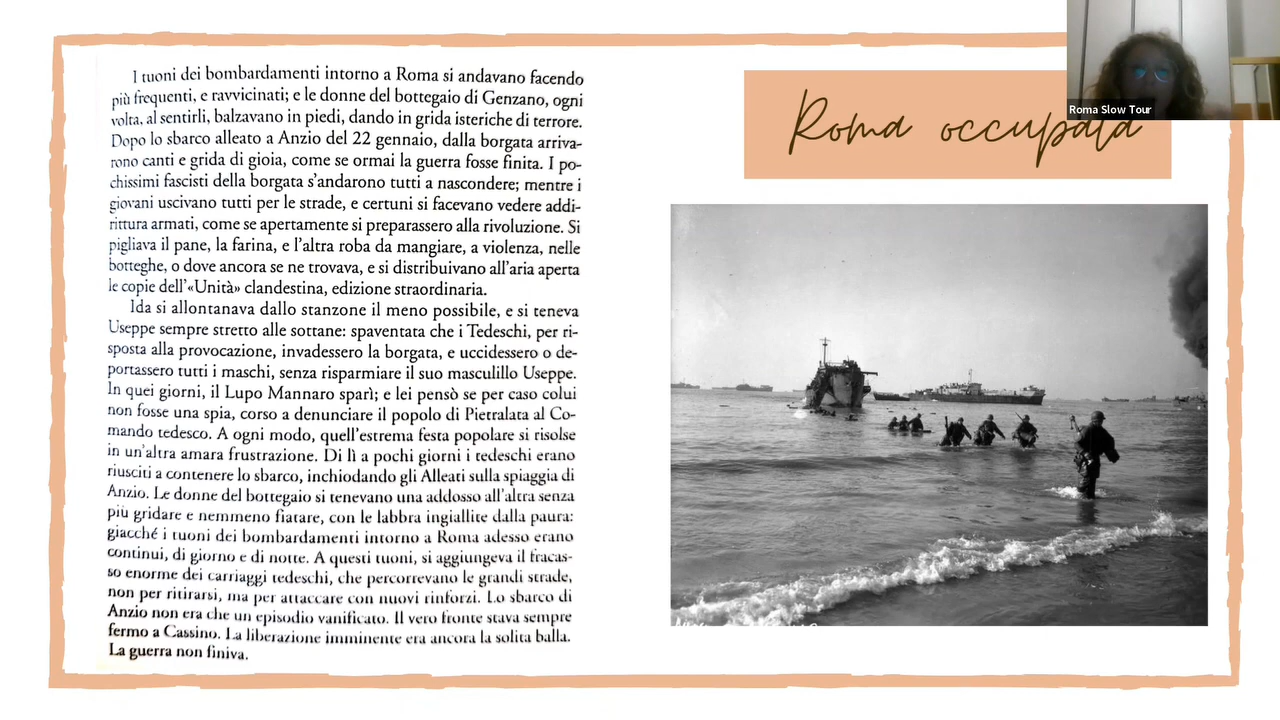 I tuoni dei bombardamenti intorno a Roma si andavano facendo
più frequenti, e ravvicinati; e le donne del bottegaio di Genzano, ogni
volta, al sentirli, balzavano in piedi, dando in grida isteriche di terrore.
Dopo lo sbarco alleato a Anzio del 22 gennaio, dalla borgata arriva-
rono canti e grida di gioia, come se ormai la guerra fosse finita. I po-
chissimi fascisti della borgata s'andarono tutti a nascondere; mentre i
giovani uscivano tutti per le strade, e certuni si facevano vedere addi-
rittura armati, come se apertamente si preparassero alla rivoluzione. Si
pigliava il pane, la farina, e l'altra roba da mangiare, a violenza, nelle
botteghe, o dove ancora se ne trovava, e si distribuivano all'aria aperta
le copie dell'«Unità» clandestina, edizione straordinaria.
Ida si allontanava dallo stanzone il meno possibile, e si teneva
Useppe sempre stretto alle sottane: spaventata che i Tedeschi, per ri-
sposta alla provocazione, invadessero la borgata, e uccidessero o de-
portassero tutti i maschi, senza risparmiare il suo masculillo Useppe.
In quei giorni, il Lupo Mannaro sparì; e lei pensò se per caso colui
non fosse una spia, corso a denunciare il popolo di Pietralata al Co-
mando tedesco. A ogni modo, quell'estrema festa popolare si risolse
in un'altra amara frustrazione. Di lì a pochi giorni i tedeschi erano
riusciti a contenere lo sbarco, inchiodando gli Alleati sulla spiaggia di
Anzio. Le donne del bottegaio si tenevano una addosso all'altra senza
più gridare e nemmeno fiatare, con le labbra ingiallite dalla paura:
giacché i tuoni dei bombardamenti intorno a Roma adesso erano
continui, di giorno e di notte. A questi tuoni, si aggiungeva il fracas-
so enorme dei carriaggi tedeschi, che percorrevano le grandi strade,
non per ritirarsi, ma per attaccare con nuovi rinforzi. Lo sbarco di
Anzio non era che un episodio vanificato. Il vero fronte stava sempre
fermo a Cassino. La liberazione imminente era ancora la solita balla.
La guerra non finiva.
Roma occupata
Roma Slow Tour